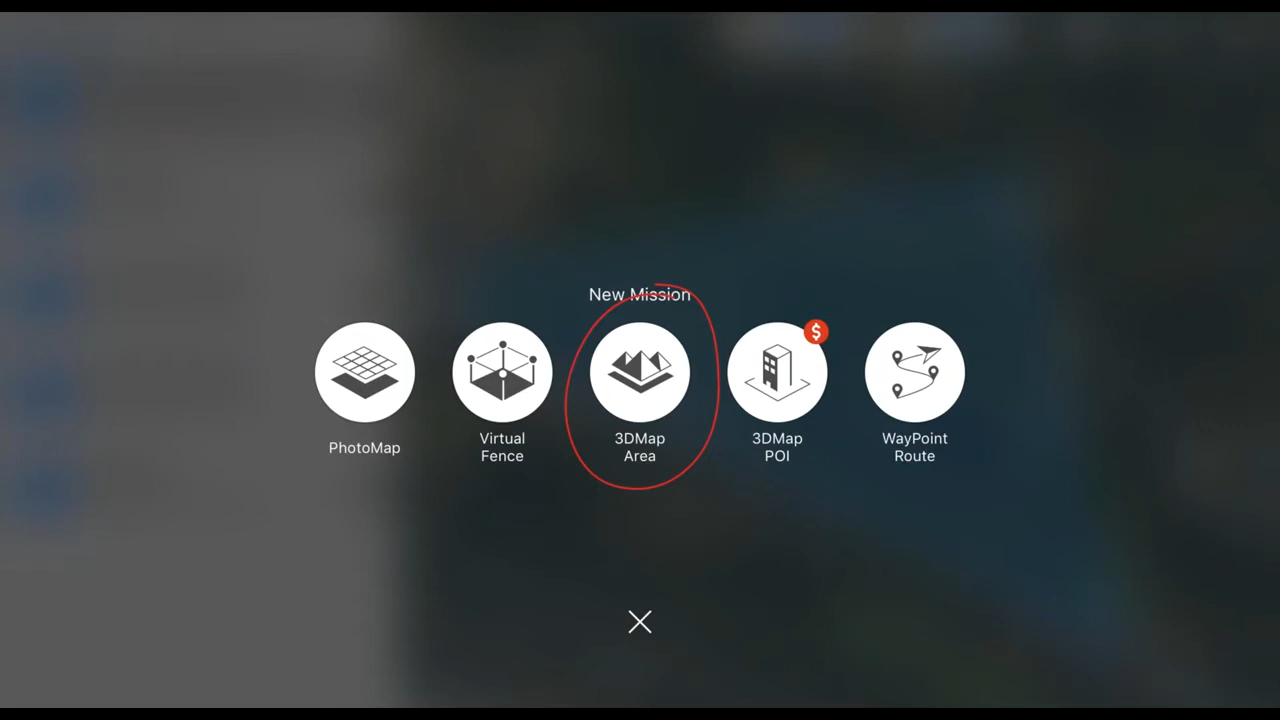 New Mission
$
PhotoMap
Virtual
Fence
3DMap
Area
3DMap
POI
WayPoint
Route